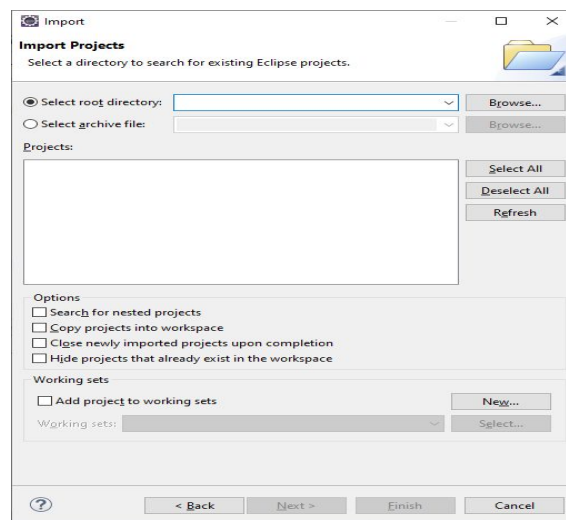 Import
Import Projects
Select a directory to search for existing Eclipse projects.
Select root directory:
Browse...
Select archive file:
Browse...
Projects:
Select All
Deselect All
Refresh
Options
Search for nested projects
Copy projects into workspace
Close newly imported projects upon completion
Hide projects that already exist in the workspace
Working sets
Add project to working sets
New...
Working sets:
Select...
?
< Back
Next >
Finish
Cancel